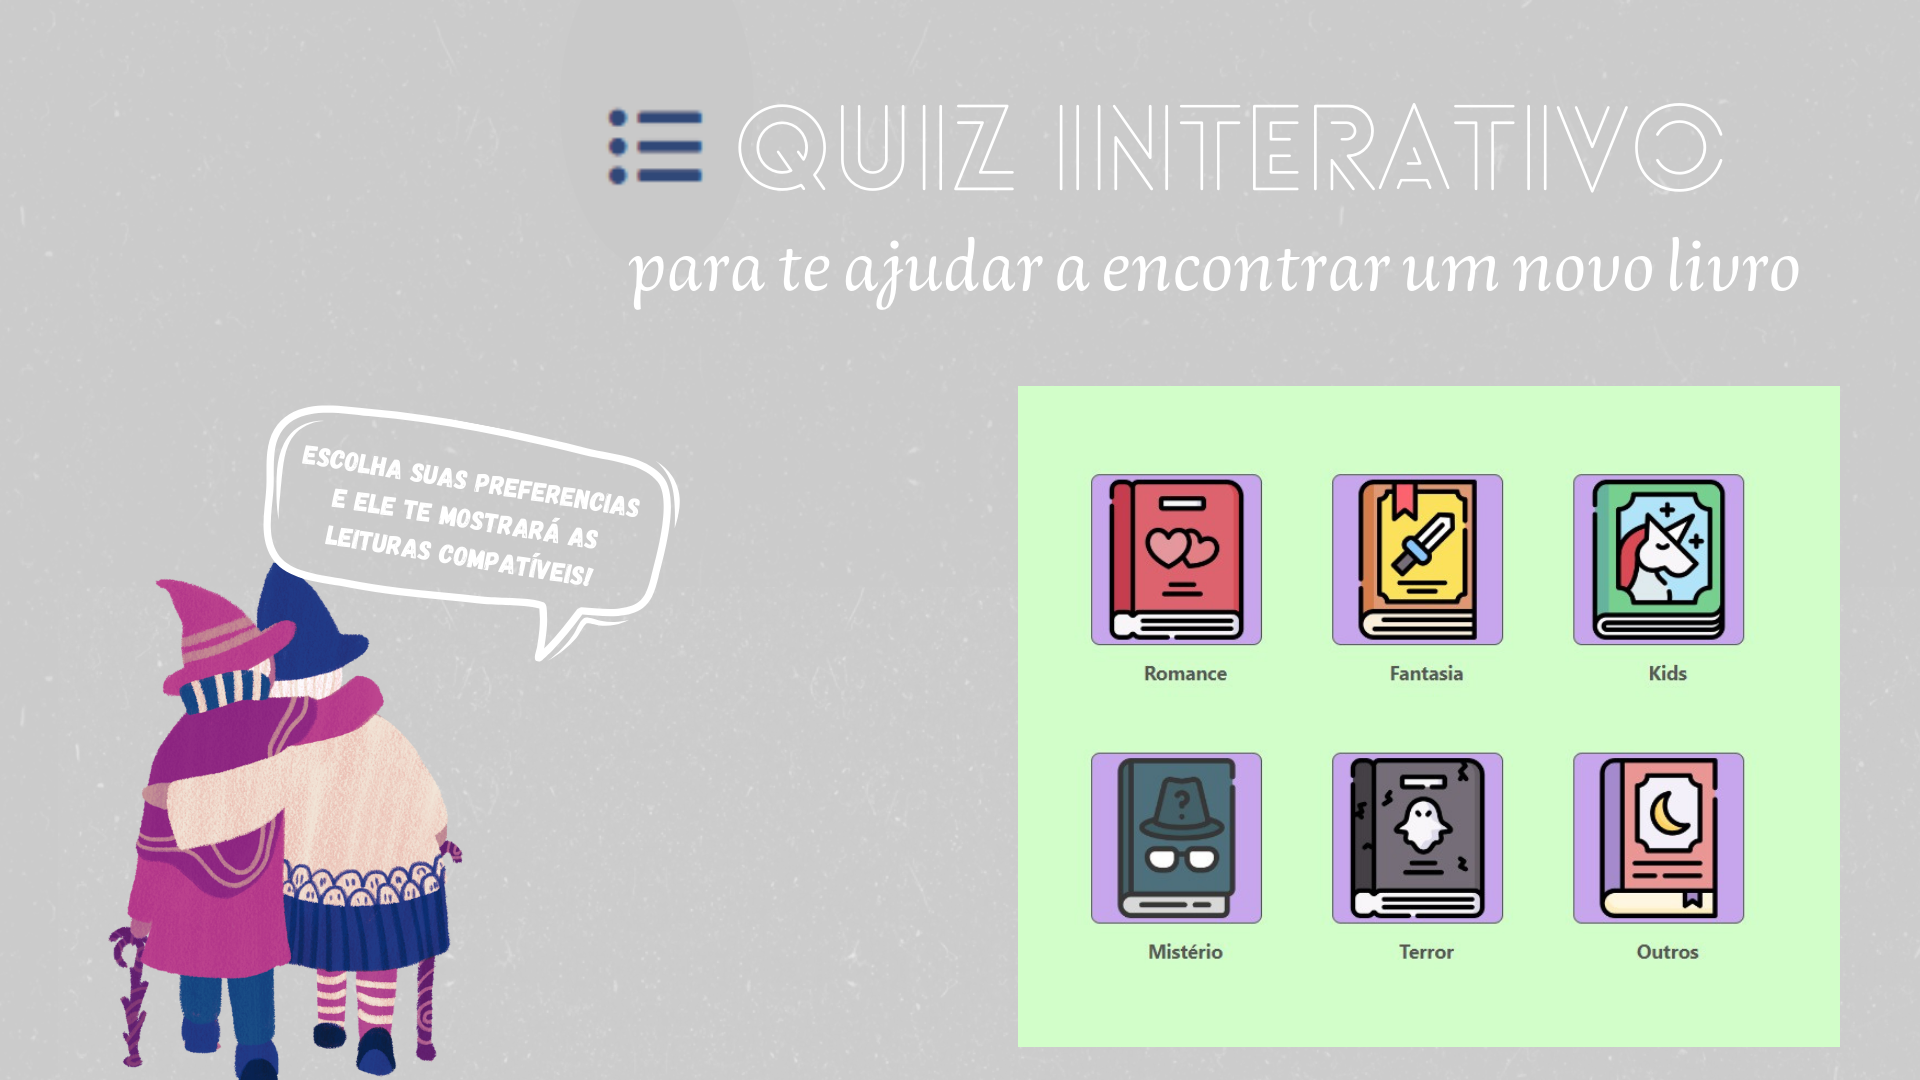 QUIZ INTERATIVO
para te ajudar a encontrar um novo livro
ESCOLHA SUAS PREFERENCIAS
E ELE TE MOSTRARÁ AS
LEITURAS COMPATÍVEIS!
Romance
Fantasia
Kids
?
Mistério
Terror
Outros